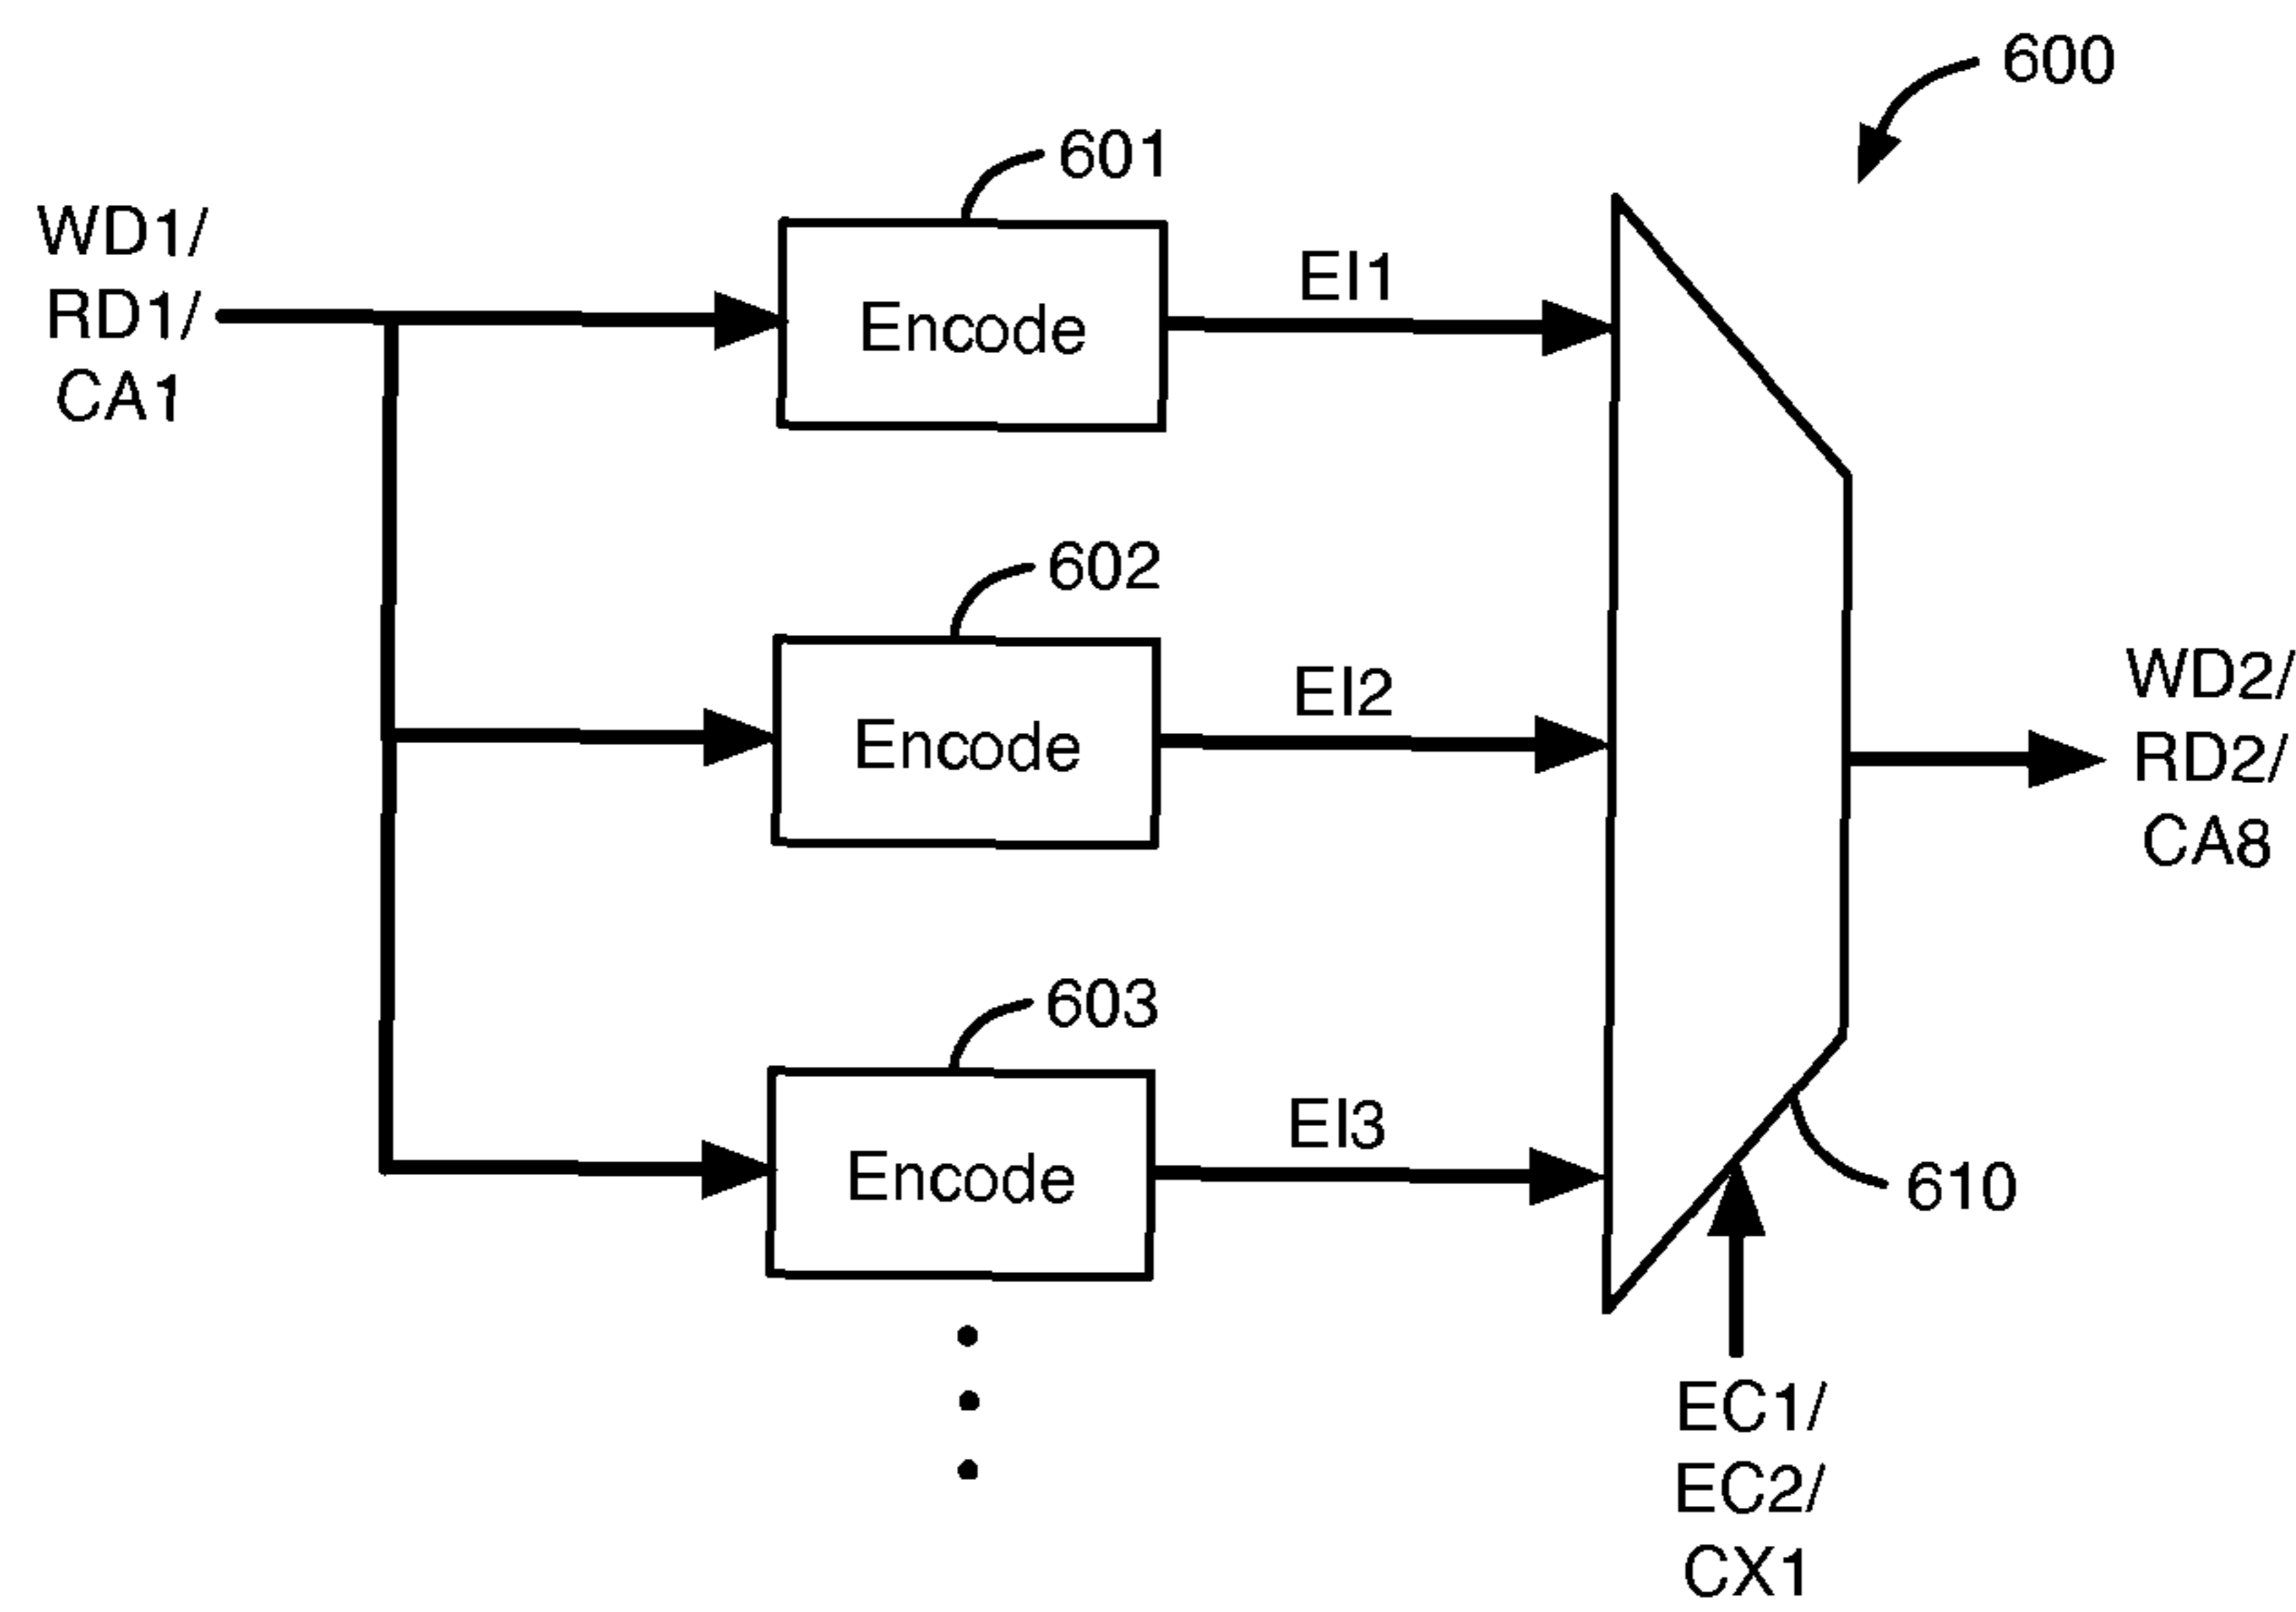 600
601
WD1/
RD1/
CA1
Encode
EI1
602
Encode
EI2
WD2/
RD2/
CA8
603
Encode
EI3
610
EC1/
EC2/
CX1